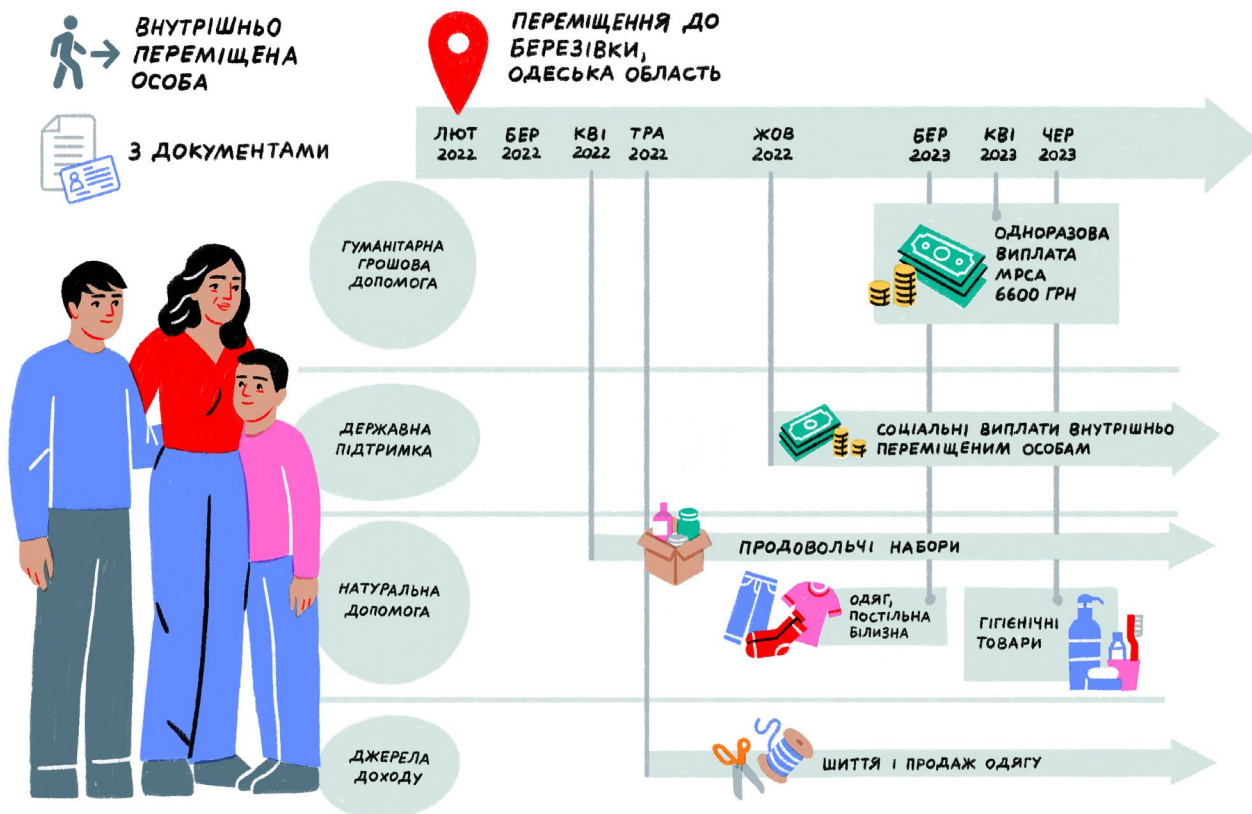 ВНУТРІШНЬО
ПЕРЕМІЩЕНА
ОСОБА
З ДОКУМЕНТАМИ
ПЕРЕМІЩЕННЯ ДО
БЕРЕЗІВКИ,
ОДЕСЬКА ОБЛАСТЬ
ЛЮТ
2022
БЕР
2022
КВІ
2022
ТРА
2022
ЖОВ
2022
БЕР
2023
КВІ
2023
ЧЕР
2023
ГУМАНІТАРНА
ГРОШОВА
ДОПОМОГА
ОДНОРАЗОВА
ВИПЛАТА
МРСА
6600 ГРН
ДЕРЖАВНА
ПІДТРИМКА
СОЦІАЛЬНІ ВИПЛАТИ ВНУТРІШНЬО
ПЕРЕМІЩЕНИМ ОСОБАМ
НАТУРАЛЬНА
ДОПОМОГА
ПРОДОВОЛЬЧІ НАБОРИ
ОДЯГ,
ПОСТІЛЬНА
БІЛИЗНА
ГІГІЄНІЧНІ
ТОВАРИ
ДЖЕРЕЛА
ДОХОДУ
ШИТТЯ І ПРОДАЖ ОДЯГУ